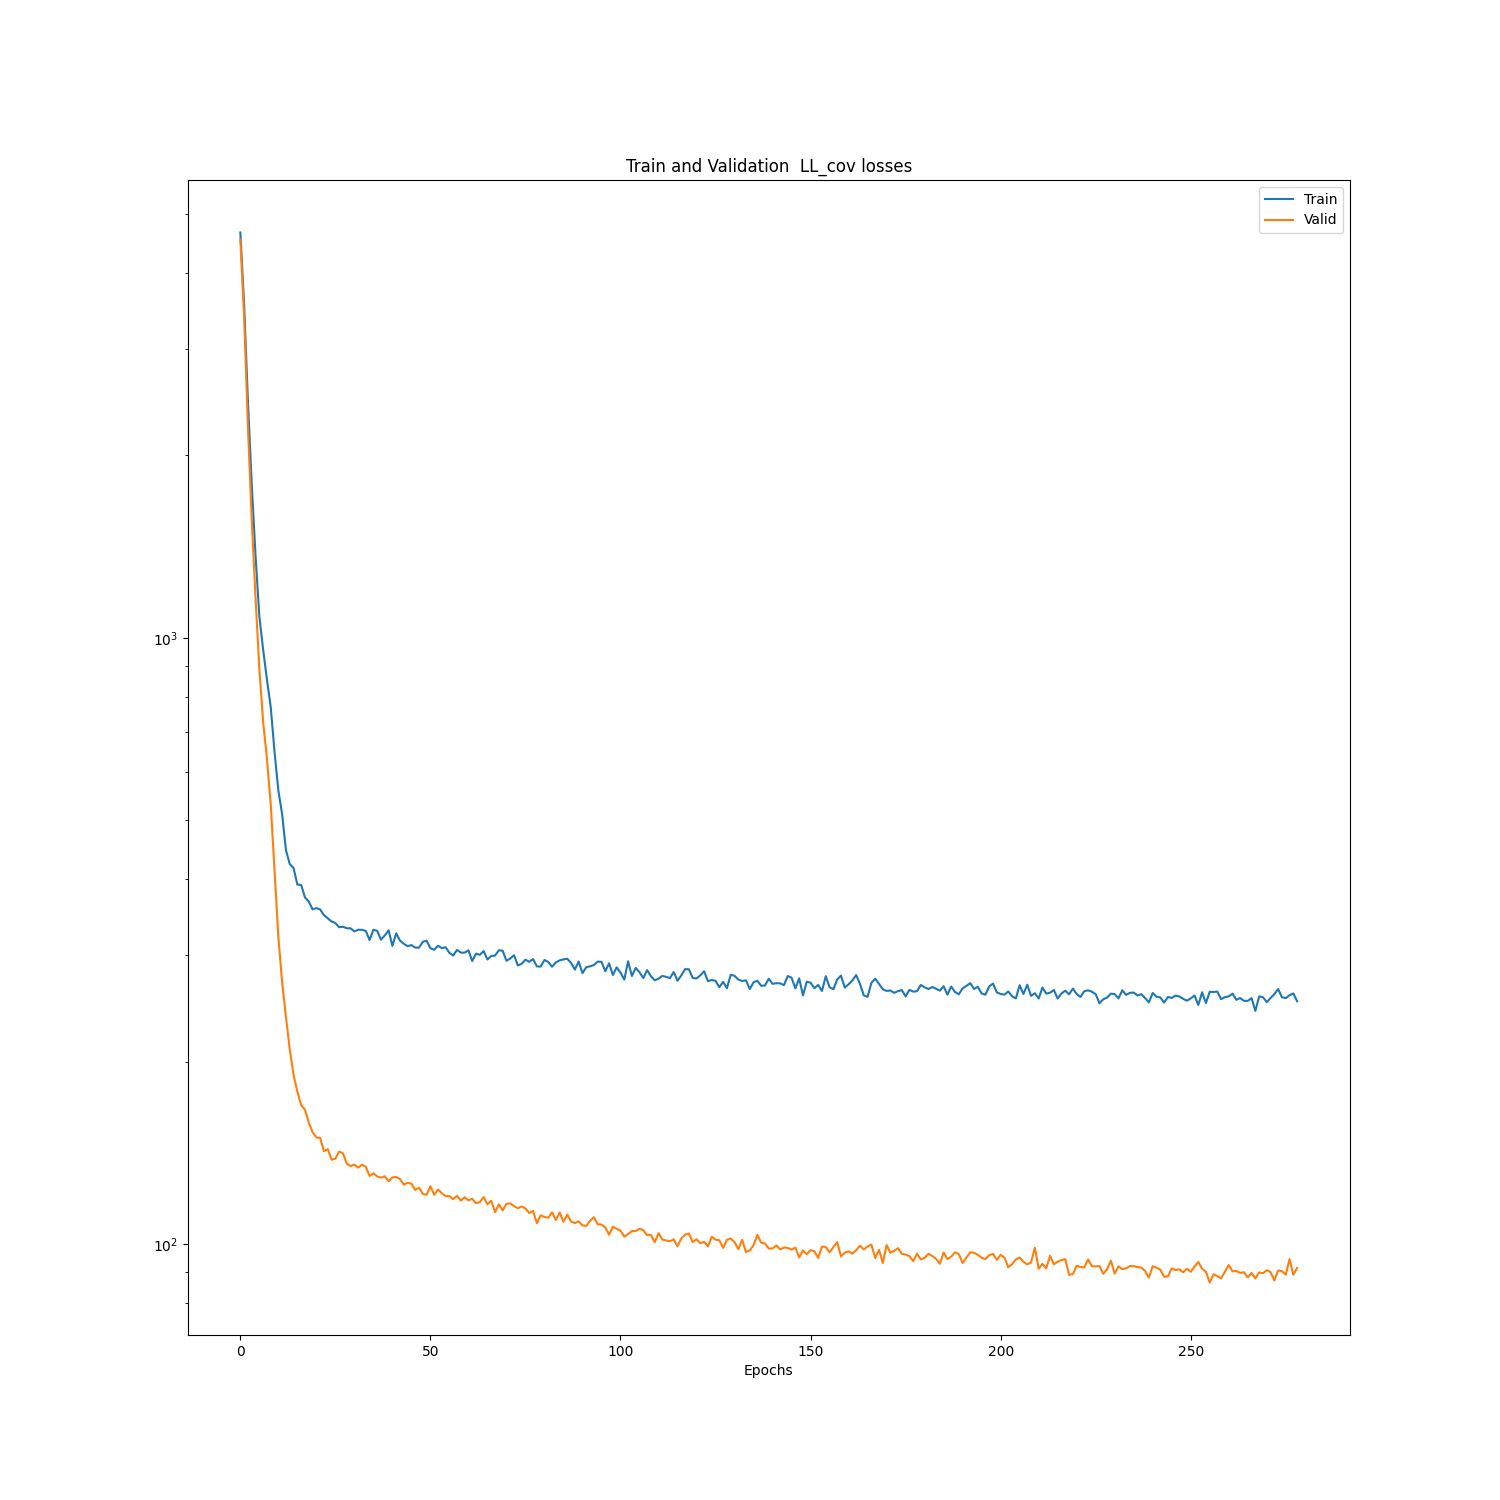 Train and Validation  LL_cov losses
Train
Valid
10³
10²
0 50 100 150 200 250
Epochs